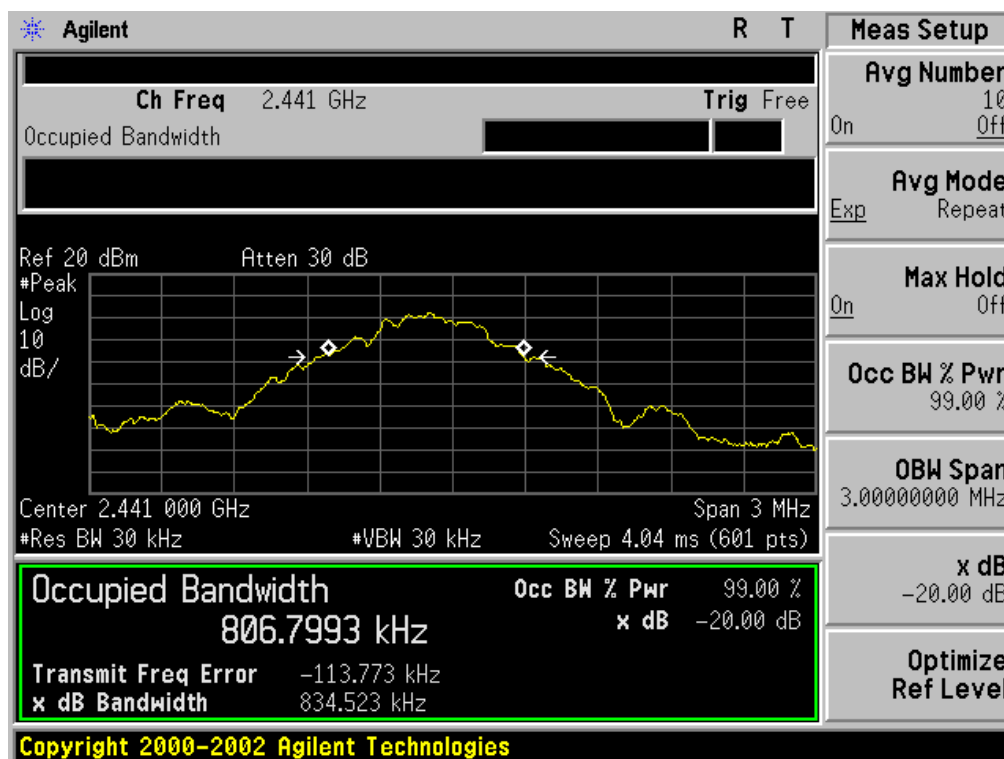 Agilent R T
Ch Freq 2.441 GHz Trig Free
Occupied Bandwidth
Ref 20 dBm Atten 30 dB
#Peak
Log
10
dB/
Center 2.441 000 GHz Span 3 MHz
#Res BW 30 kHz #VBW 30 kHz Sweep 4.04 ms (601 pts)
Occupied Bandwidth Occ BW % Pwr 99.00 %
806.7993 kHz x dB -20.00 dB
Transmit Freq Error -113.773 kHz
x dB Bandwidth 834.523 kHz
Copyright 2000-2002 Agilent Technologies
Meas Setup
Avg Number
10
On Off
Avg Mode
Exp Repeat
Max Hold
On Off
Occ BW % Pwr
99.00 %
OBW Span
3.00000000 MHz
x dB
-20.00 dB
Optimize
Ref Level